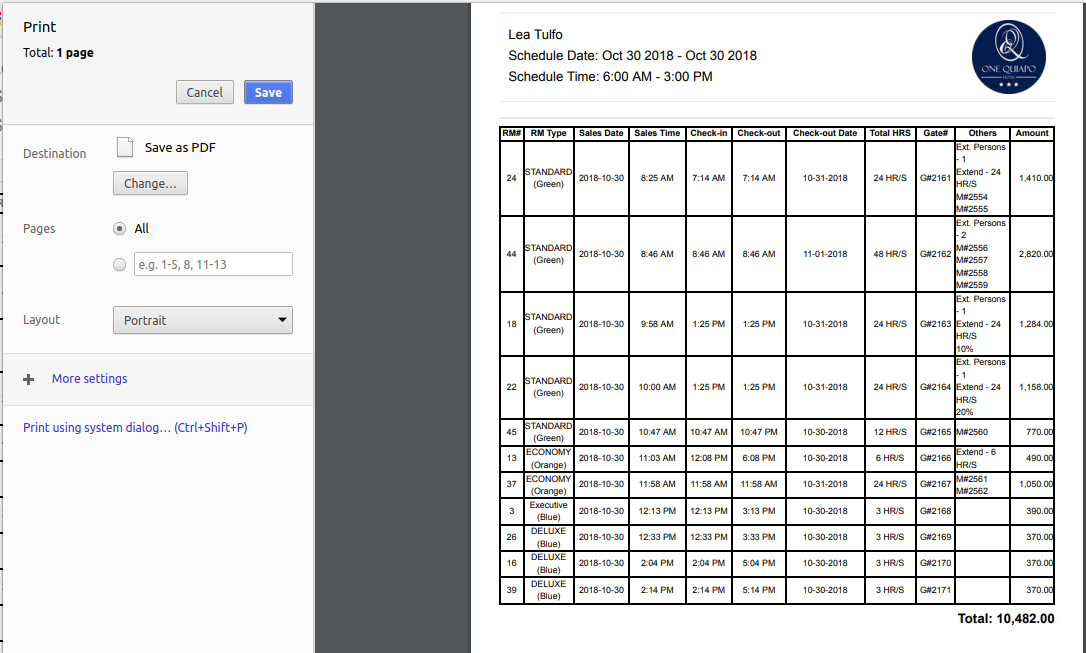 Print
Total: 1 page
Cancel
Save
Destination
Save as PDF
Change...
Pages
All
e.g. 1-5, 8, 11-13
Layout
Portrait
More settings
Print using system dialog... (Ctrl+Shift+P)
Lea Tulfo
Schedule Date: Oct 30 2018 - Oct 30 2018
Schedule Time: 6:00 AM - 3:00 PM
ONE QUIAPO
HOTEL
RM# RM Type Sales Date Sales Time Check-in Check-out Check-out Date Total HRS Gate# Others Amount
Ext. Persons
- 1
24 STANDARD (Green) 2018-10-30 8:25 AM 7:14 AM 7:14 AM 10-31-2018 24 HR/S G#2161 Extend - 24 1,410.00
HR/S
M#2554
M#2555
Ext. Persons
- 2
44 STANDARD (Green) 2018-10-30 8:46 AM 8:46 AM 8:46 AM 11-01-2018 48 HR/S G#2162 M#2556 2,820.00
M#2557
M#2558
M#2559
Ext. Persons
- 1
18 STANDARD (Green) 2018-10-30 9:58 AM 1:25 PM 1:25 PM 10-31-2018 24 HR/S G#2163 Extend - 24 1,284.00
HR/S
10%
Ext. Persons
- 1
22 STANDARD (Green) 2018-10-30 10:00 AM 1:25 PM 1:25 PM 10-31-2018 24 HR/S G#2164 Extend - 24 1,158.00
HR/S
20%
45 STANDARD (Green) 2018-10-30 10:47 AM 10:47 AM 10:47 PM 10-30-2018 12 HR/S G#2165 M#2560 770.00
13 ECONOMY (Orange) 2018-10-30 11:03 AM 12:08 PM 6:08 PM 10-30-2018 6 HR/S G#2166 Extend - 6 HR/S 490.00
37 ECONOMY (Orange) 2018-10-30 11:58 AM 11:58 AM 11:58 AM 10-31-2018 24 HR/S G#2167 M#2561 M#2562 1,050.00
3 Executive (Blue) 2018-10-30 12:13 PM 12:13 PM 3:13 PM 10-30-2018 3 HR/S G#2168 390.00
26 DELUXE (Blue) 2018-10-30 12:33 PM 12:33 PM 3:33 PM 10-30-2018 3 HR/S G#2169 370.00
16 DELUXE (Blue) 2018-10-30 2:04 PM 2:04 PM 5:04 PM 10-30-2018 3 HR/S G#2170 370.00
39 DELUXE (Blue) 2018-10-30 2:14 PM 2:14 PM 5:14 PM 10-30-2018 3 HR/S G#2171 370.00
Total: 10,482.00